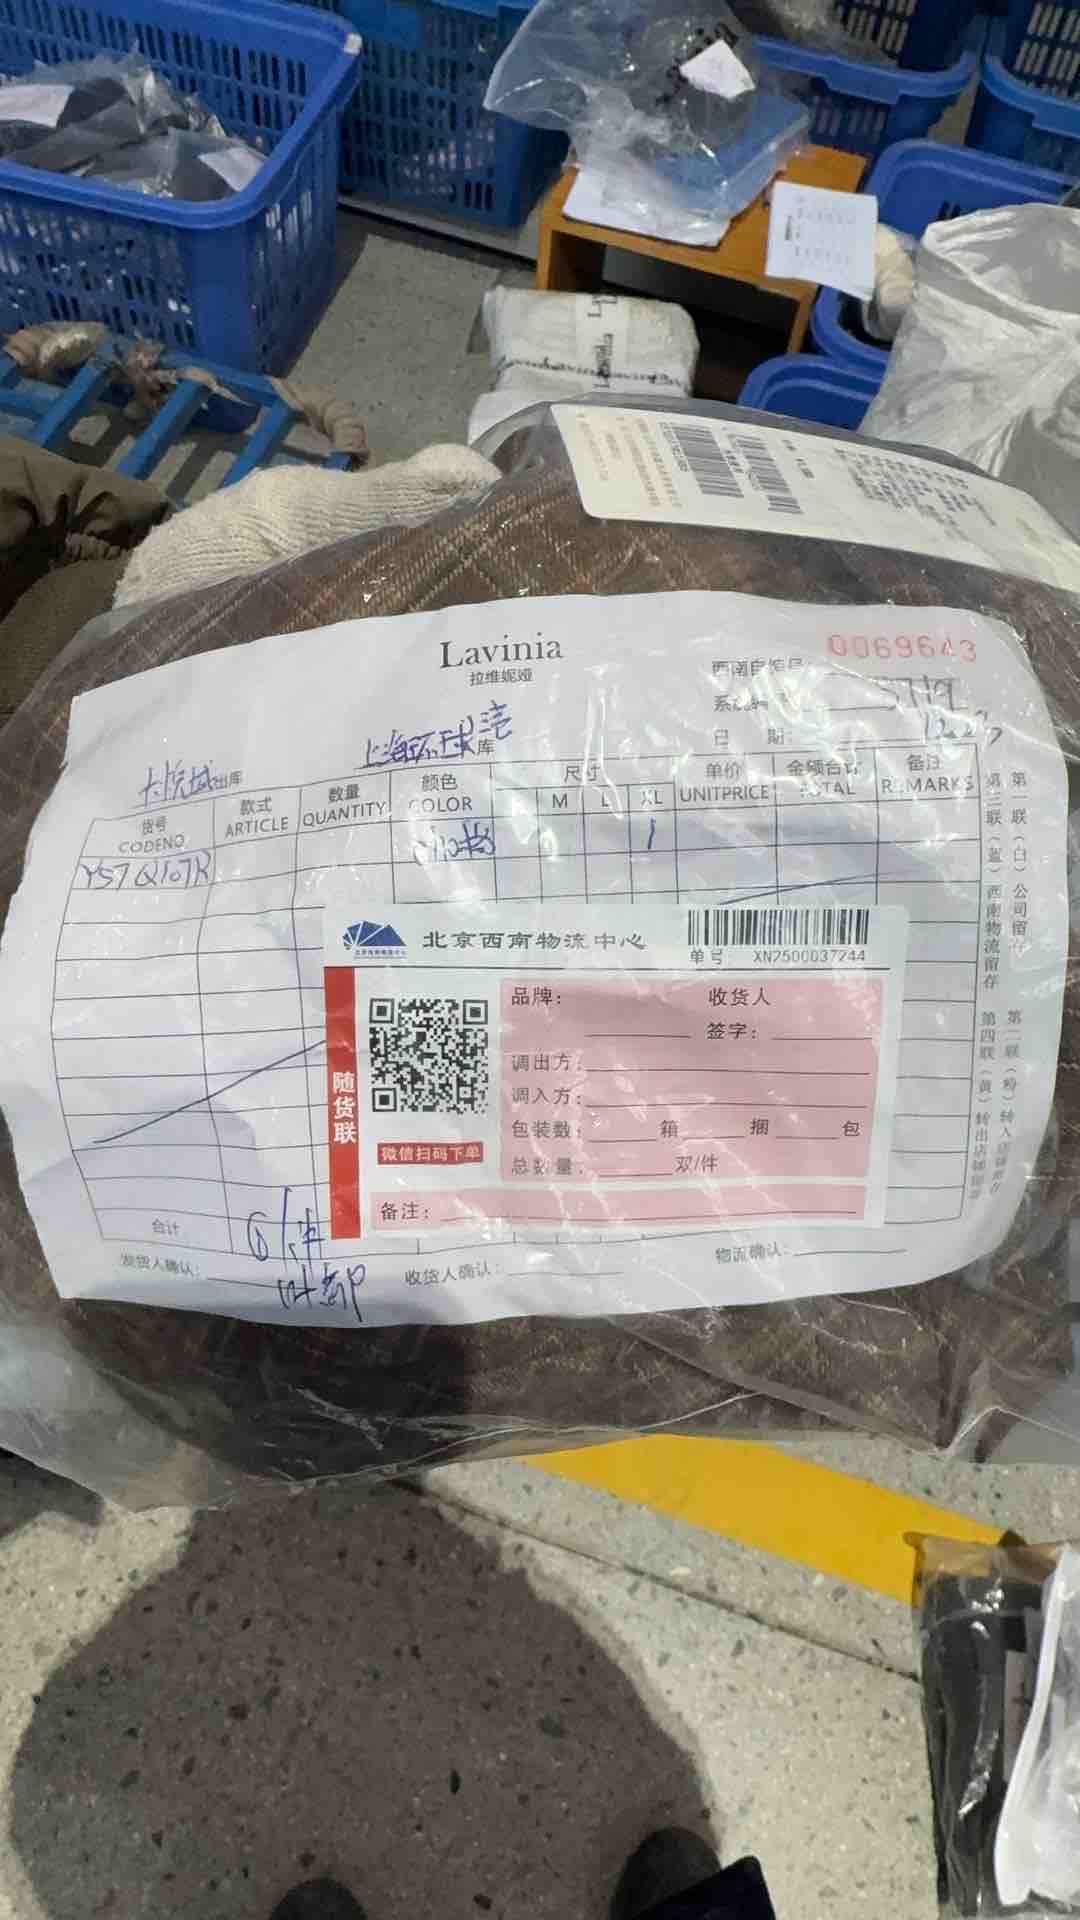 Lavinia
拉维妮娅
0069643
西南自编号:
系统编号: 5719
日 期:
出库
上海环球港库
货号 款式 数量 颜色 尺寸 单价 金额合计 备注
CODENO ARTICLE QUANTITY COLOR M L XL UNITPRICE TOTAL REMARKS
Y57Q107R 1
第一联(白)公司留存
第二联(粉)转入店铺留存
第三联(蓝)西南物流留存
第四联(黄)转出店铺留存
北京西南物流中心
单号 XN2500037244
随货联
微信扫码下单
品牌: 收货人
签字:
调出方:
调入方:
包装数: 箱 捆 包
总数量: 双/件
备注:
合计 1件
发货人确认: 收货人确认: 物流确认: